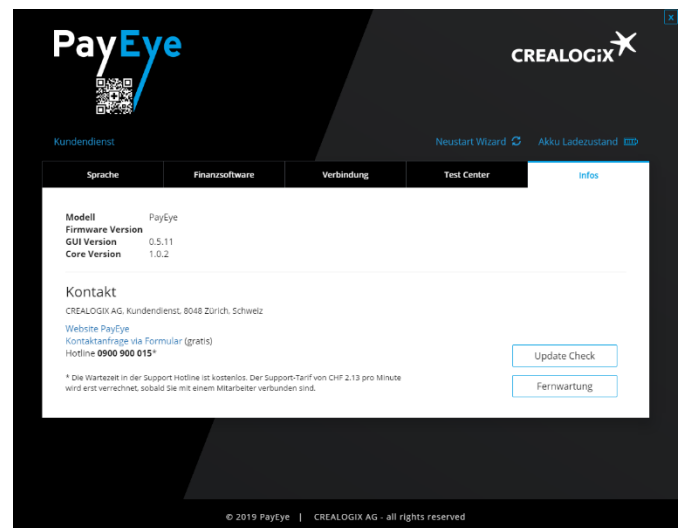 x
PayEye
CREALOGiX
Kundendienst
Neustart Wizard
Akku Ladezustand
Sprache
Finanzsoftware
Verbindung
Test Center
Infos
Modell PayEye
Firmware Version
GUI Version 0.5.11
Core Version 1.0.2
Kontakt
CREALOGIX AG, Kundendienst, 8048 Zürich, Schweiz
Website PayEye
Kontaktanfrage via Formular (gratis)
Hotline 0900 900 015*
Update Check
* Die Wartezeit in der Support Hotline ist kostenlos. Der Support-Tarif von CHF 2.13 pro Minute
wird erst verrechnet, sobald Sie mit einem Mitarbeiter verbunden sind.
Fernwartung
© 2019 PayEye | CREALOGIX AG - all rights reserved